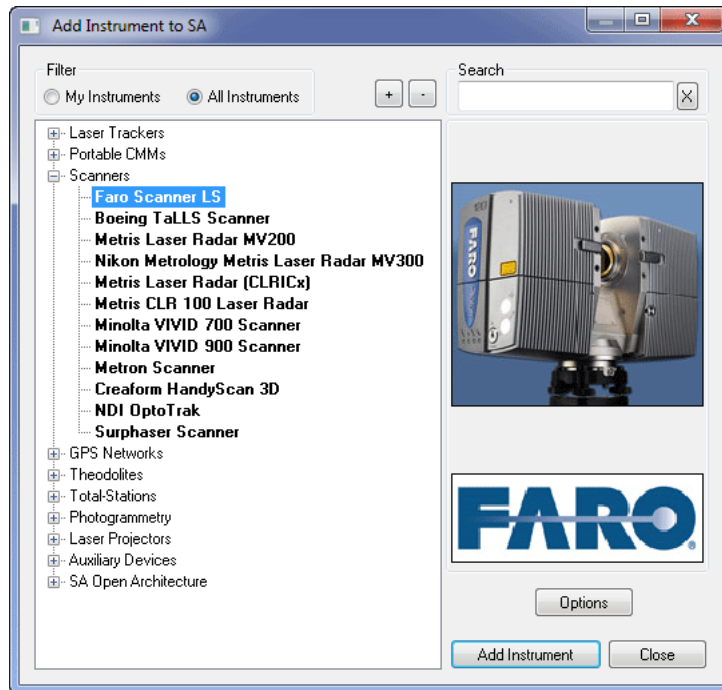 Add Instrument to SA
Filter
My Instruments
All Instruments
+
-
Search
X
Laser Trackers
Portable CMMs
Scanners
Faro Scanner LS
Boeing TaLLS Scanner
Metris Laser Radar MV200
Nikon Metrology Metris Laser Radar MV300
Metris Laser Radar (CLRICx)
Metris CLR 100 Laser Radar
Minolta VIVID 700 Scanner
Minolta VIVID 900 Scanner
Metron Scanner
Creaform HandyScan 3D
NDI OptoTrak
Surphaser Scanner
GPS Networks
Theodolites
Total-Stations
Photogrammetry
Laser Projectors
Auxiliary Devices
SA Open Architecture
FARO
FARO
Options
Add Instrument
Close